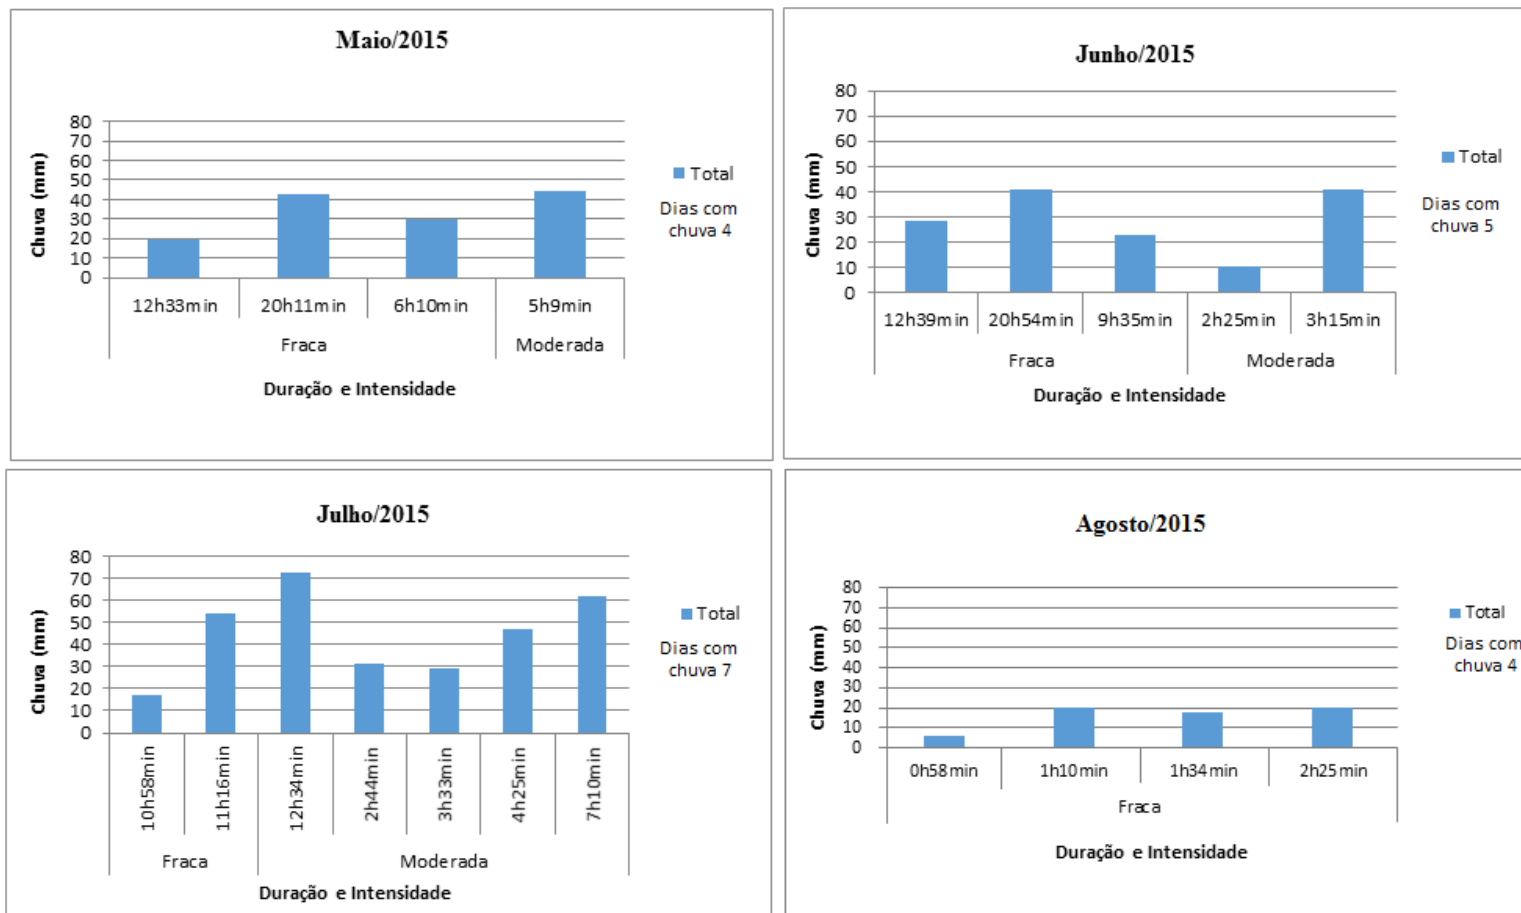 Maio/2015
Chuva (mm)
80
70
60
50
40
30
20
10
0
12h33min 20h11min 6h10min 5h9min
Fraca Moderada
Duração e Intensidade
Total
Dias com
chuva 4
Junho/2015
Chuva (mm)
80
70
60
50
40
30
20
10
0
12h39min 20h54min 9h35min 2h25min 3h15min
Fraca Moderada
Duração e Intensidade
Total
Dias com
chuva 5
Julho/2015
Chuva (mm)
80
70
60
50
40
30
20
10
0
10h58min 11h16min 12h34min 2h44min 3h33min 4h25min 7h10min
Fraca Moderada
Duração e Intensidade
Total
Dias com
chuva 7
Agosto/2015
Chuva (mm)
80
70
60
50
40
30
20
10
0
0h58min 1h10min 1h34min 2h25min
Fraca
Duração e Intensidade
Total
Dias com
chuva 4